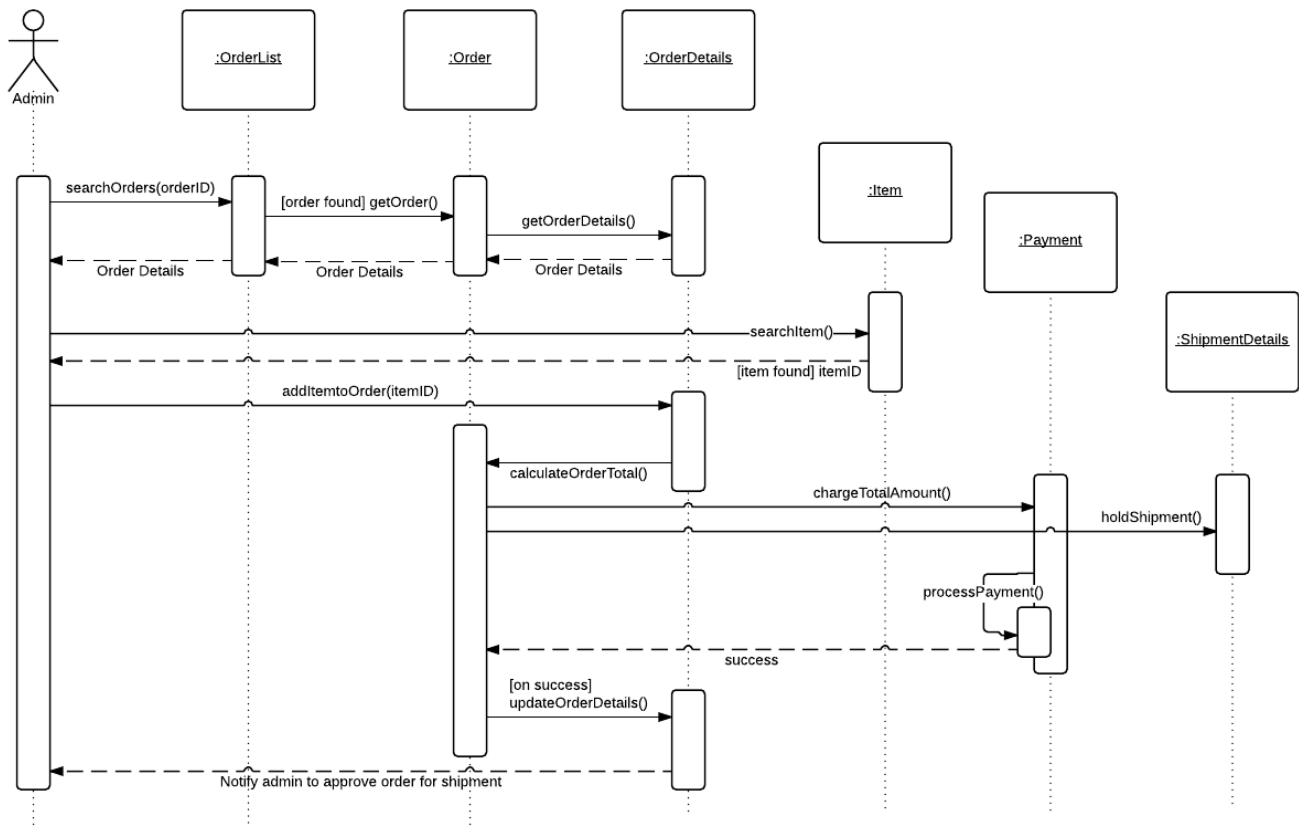 Admin
:OrderList
:Order
:OrderDetails
:Item
:Payment
:ShipmentDetails
searchOrders(orderID)
[order found] getOrder()
getOrderDetails()
Order Details
Order Details
Order Details
searchItem()
[item found] itemID
addItemtoOrder(itemID)
calculateOrderTotal()
chargeTotalAmount()
holdShipment()
processPayment()
success
[on success]
updateOrderDetails()
Notify admin to approve order for shipment